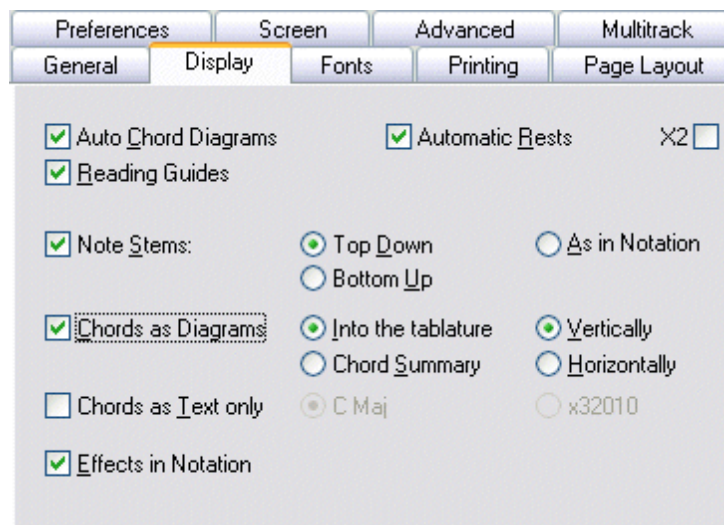 Preferences Screen Advanced Multitrack
General Display Fonts Printing Page Layout
Auto Chord Diagrams Automatic Rests X2
Reading Guides
Note Stems: Top Down As in Notation
Bottom Up
Chords as Diagrams Into the tablature Vertically
Chord Summary Horizontally
Chords as Text only C Maj x32010
Effects in Notation